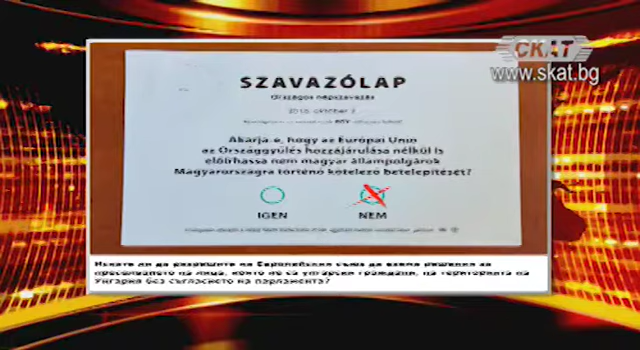 СКАТ
www.skat.bg
SZAVAZÓLAP
Országos népszavazás
2016. október 2.
Akarja-e, hogy az Európai Unió
az Országgyűlés hozzájárulása nélkül is
előírhassa nem magyar állampolgárok
Magyarországra történő kötelező betelepítését?
IGEN
NEM
Искате ли да разрешите на Европейския съюз да взема решения за
преселването на лица, които не са унгарски граждани, на територията на
Унгария без съгласието на парламента?